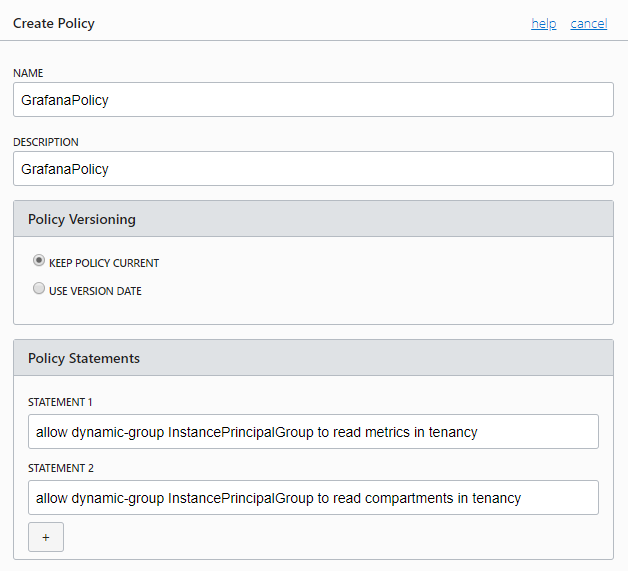 Create Policy help cancel
NAME
GrafanaPolicy
DESCRIPTION
GrafanaPolicy
Policy Versioning
KEEP POLICY CURRENT
USE VERSION DATE
Policy Statements
STATEMENT 1
allow dynamic-group InstancePrincipalGroup to read metrics in tenancy
STATEMENT 2
allow dynamic-group InstancePrincipalGroup to read compartments in tenancy
+